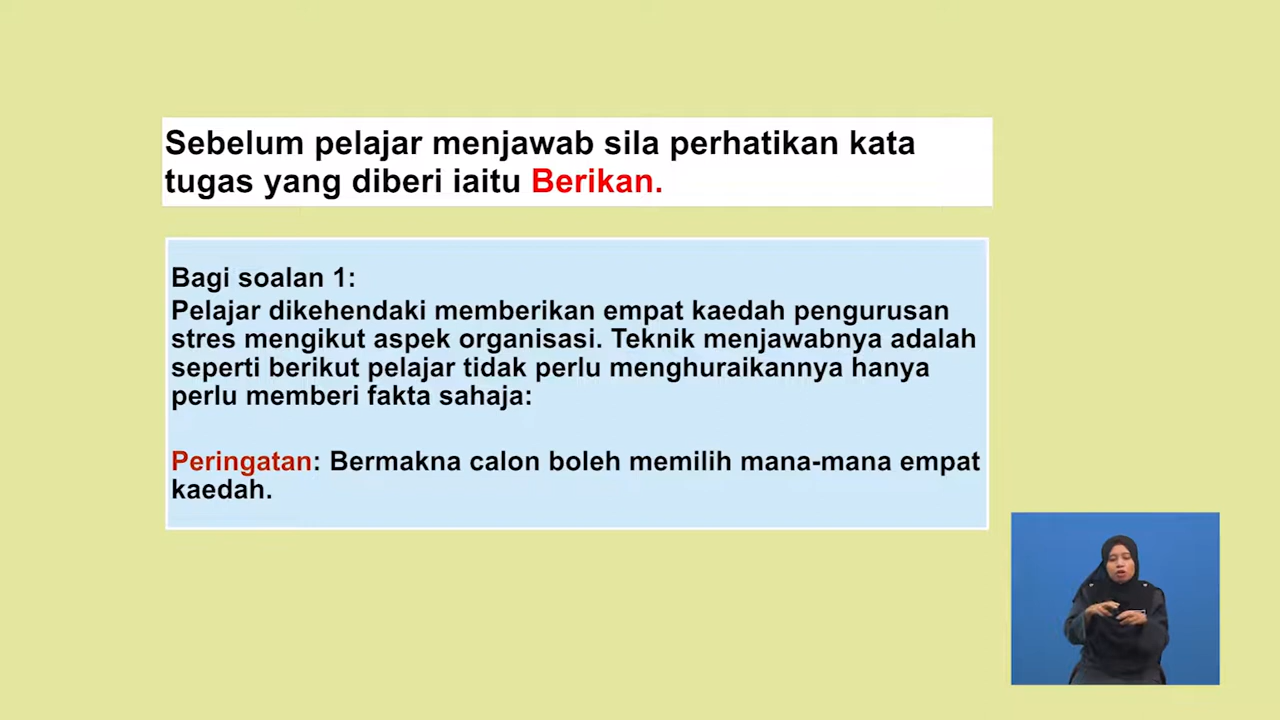 Sebelum pelajar menjawab sila perhatikan kata
tugas yang diberi iaitu Berikan.
Bagi soalan 1:
Pelajar dikehendaki memberikan empat kaedah pengurusan
stres mengikut aspek organisasi. Teknik menjawabnya adalah
seperti berikut pelajar tidak perlu menghuraikannya hanya
perlu memberi fakta sahaja:
Peringatan: Bermakna calon boleh memilih mana-mana empat
kaedah.